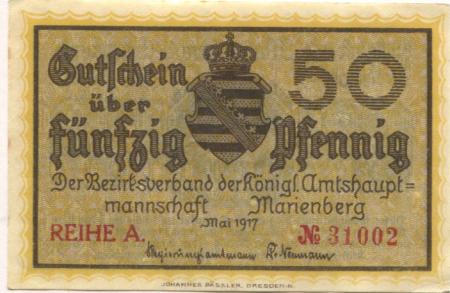 Gutschein 50
über
fünfzig Pfennig
Der Bezirksverband der Königl. Amtshaupt=
mannschaft Marienberg
Mai 1917
REIHE A. № 31002
Regierungsamtmann
JOHANNES PÄSSLER, DRESDEN-N.